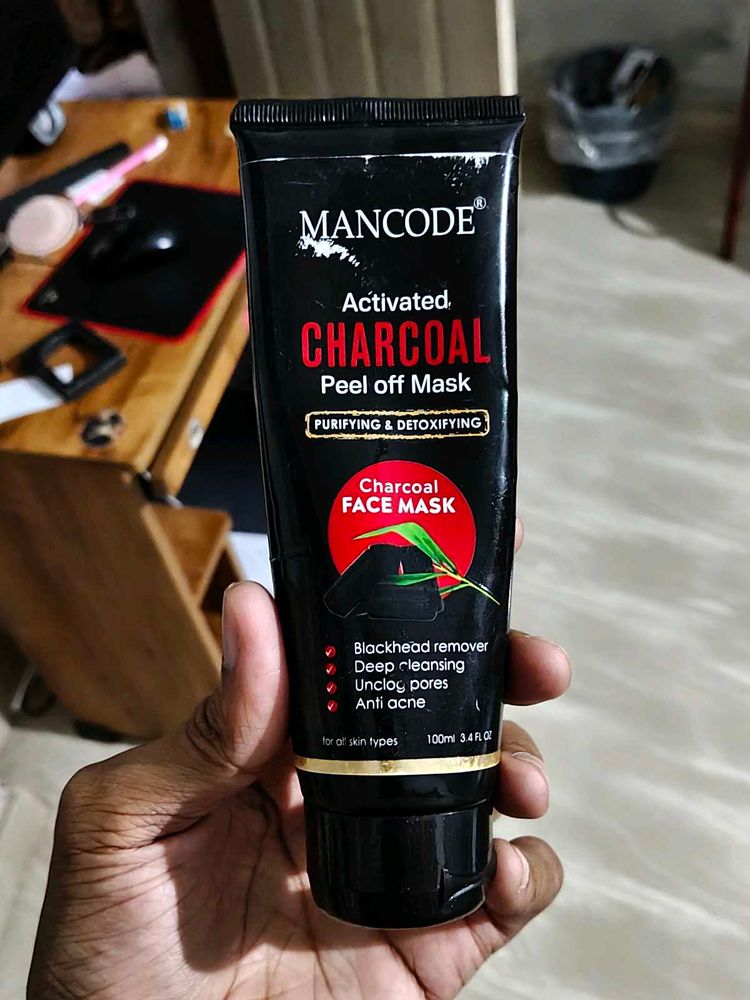 MANCODE®
Activated
CHARCOAL
Peel off Mask
PURIFYING & DETOXIFYING
Charcoal
FACE MASK
Blackhead remover
Deep cleansing
Unclog pores
Anti acne
for all skin types 100ml 3.4 FL OZ